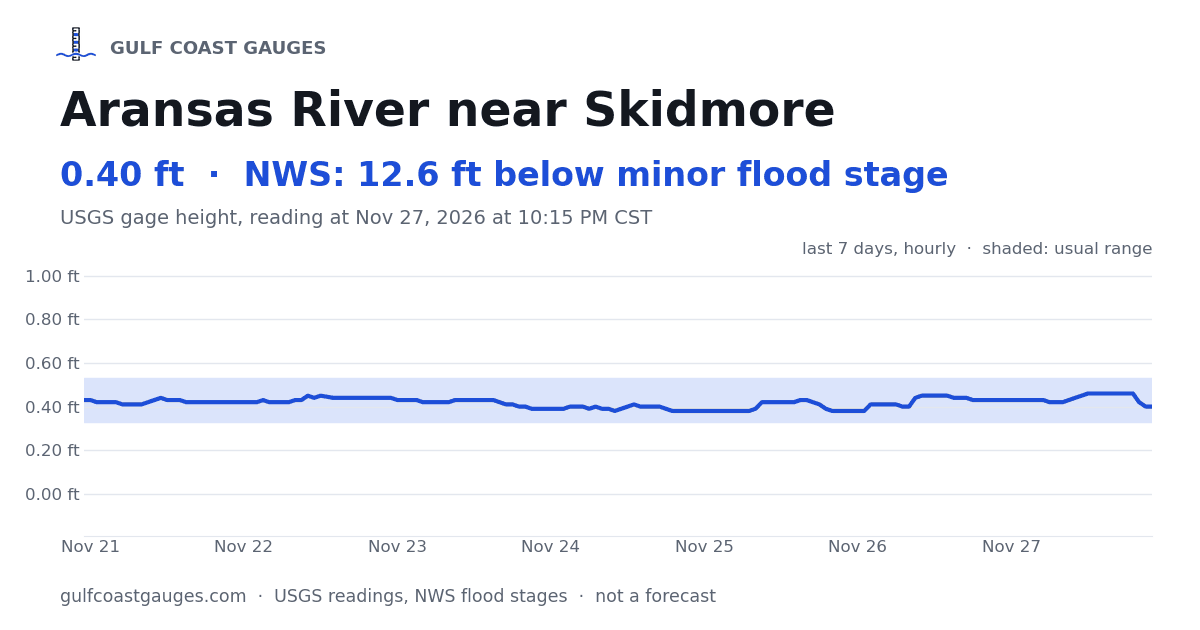 GULF COAST GAUGES
Aransas River near Skidmore
0.40 ft · NWS: 12.6 ft below minor flood stage
USGS gage height, reading at Nov 27, 2026 at 10:15 PM CST
last 7 days, hourly · shaded: usual range
1.00 ft
0.80 ft
0.60 ft
0.40 ft
0.20 ft
0.00 ft
Nov 21 Nov 22 Nov 23 Nov 24 Nov 25 Nov 26 Nov 27
gulfcoastgauges.com · USGS readings, NWS flood stages · not a forecast